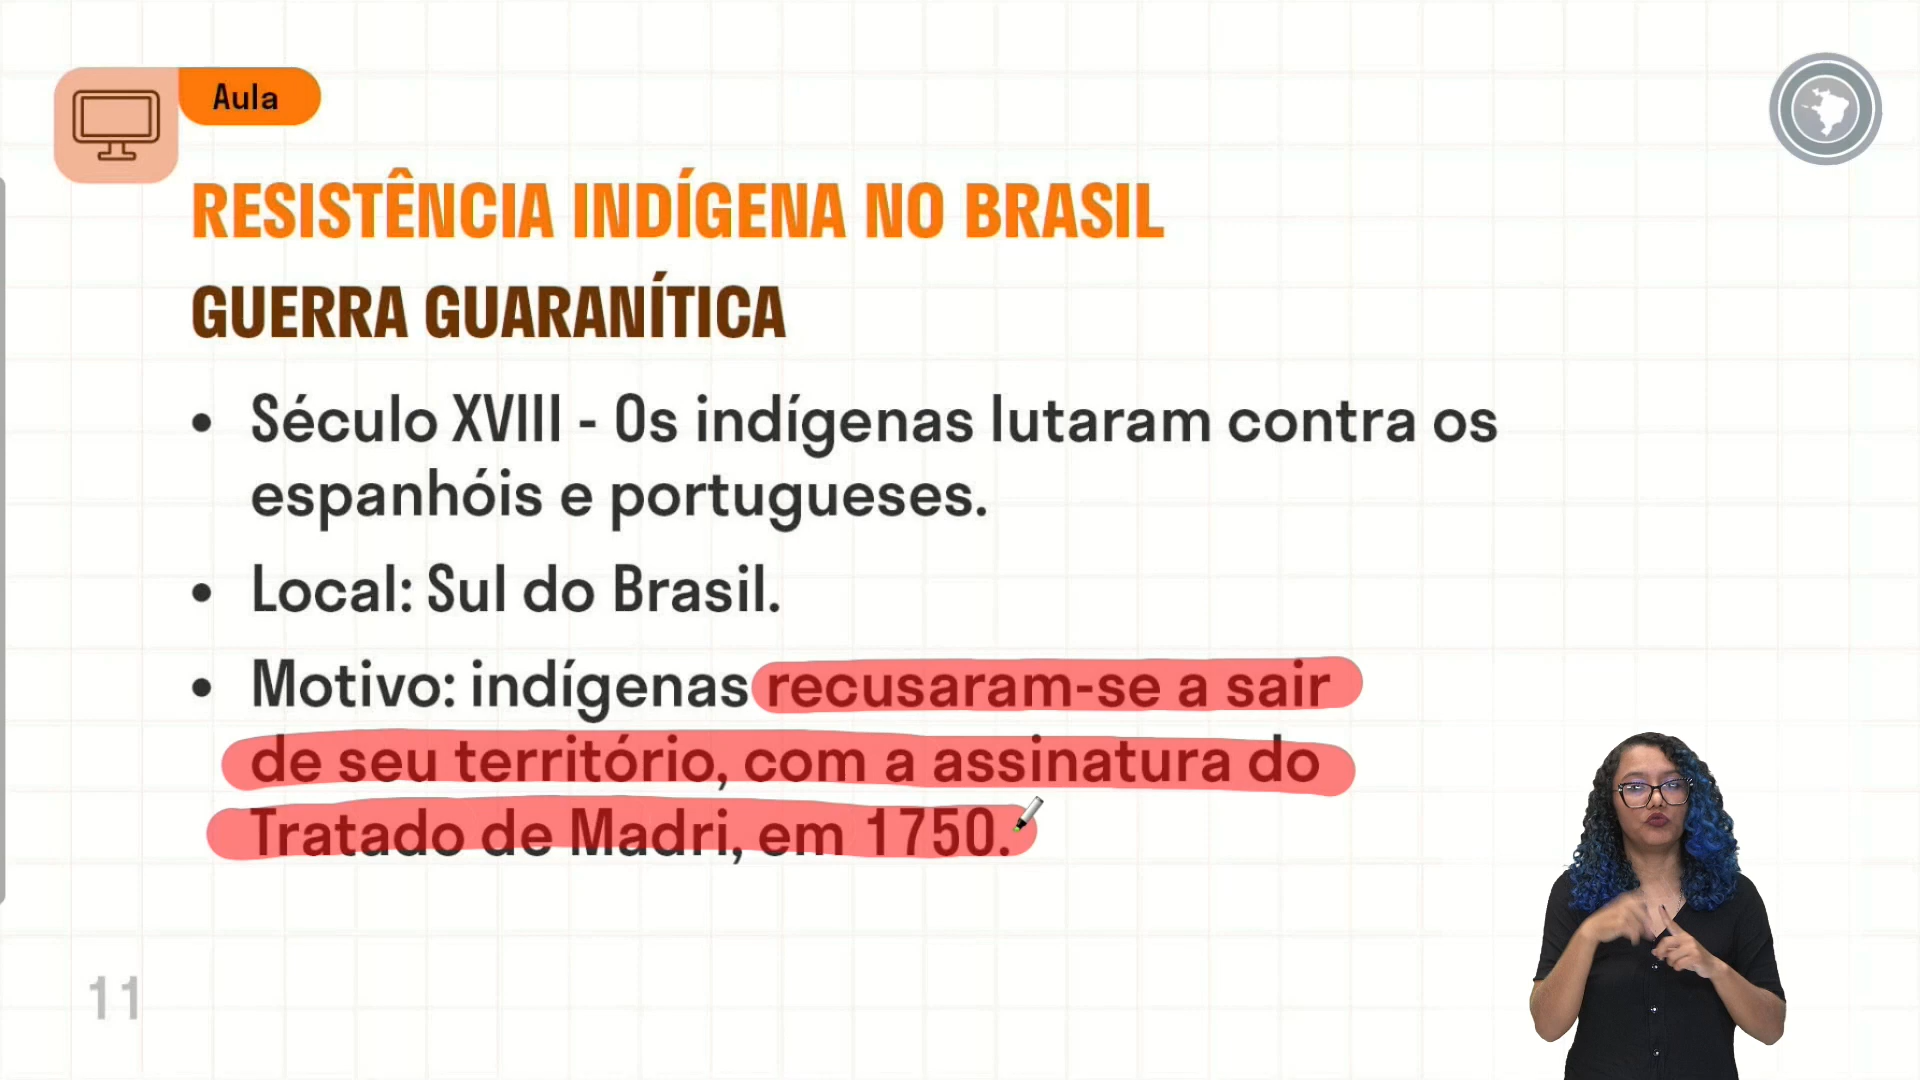 Aula
RESISTÊNCIA INDÍGENA NO BRASIL
GUERRA GUARANÍTICA
• Século XVIII - Os indígenas lutaram contra os
espanhóis e portugueses.
• Local: Sul do Brasil.
• Motivo: indígenas recusaram-se a sair
de seu território, com a assinatura do
Tratado de Madri, em 1750.
11